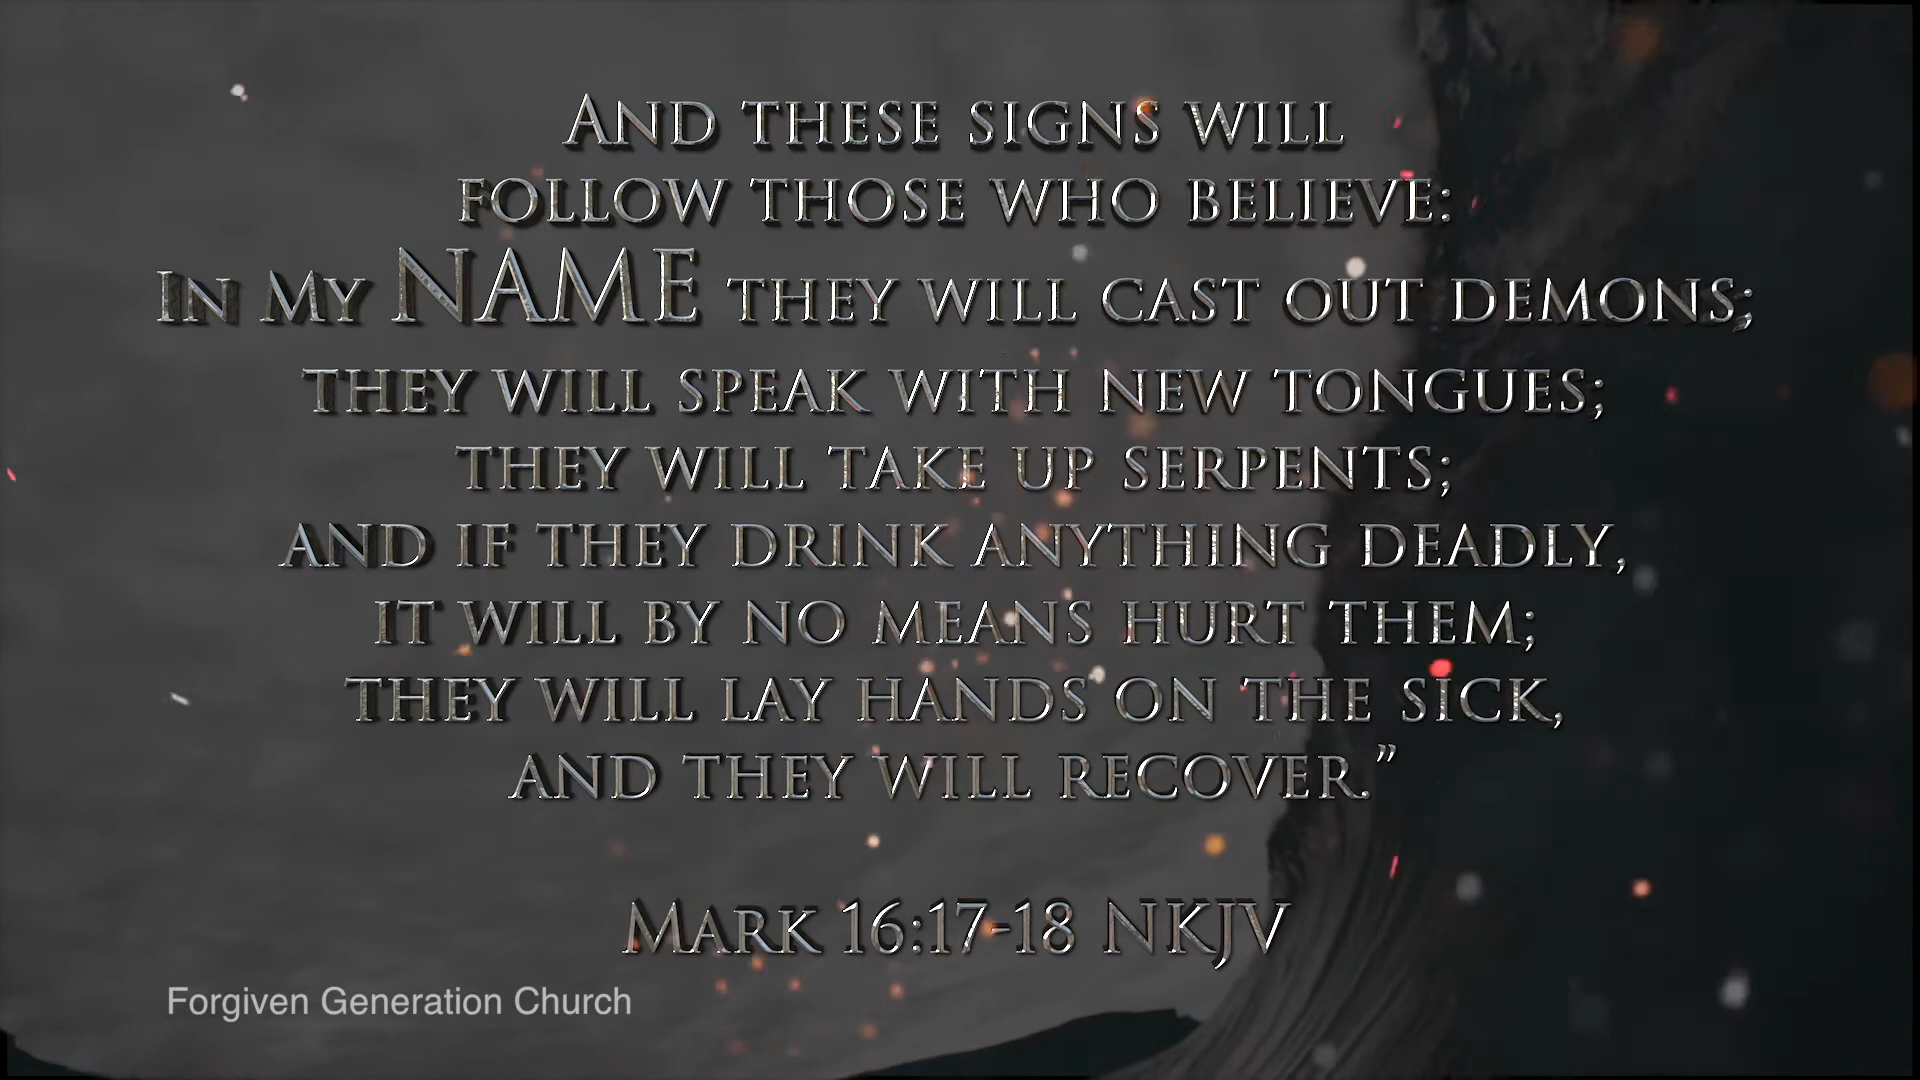 And these signs will
follow those who believe:
In My NAME they will cast out demons;
they will speak with new tongues;
they will take up serpents;
and if they drink anything deadly,
it will by no means hurt them;
they will lay hands on the sick,
and they will recover.”
Mark 16:17-18 NKJV
Forgiven Generation Church